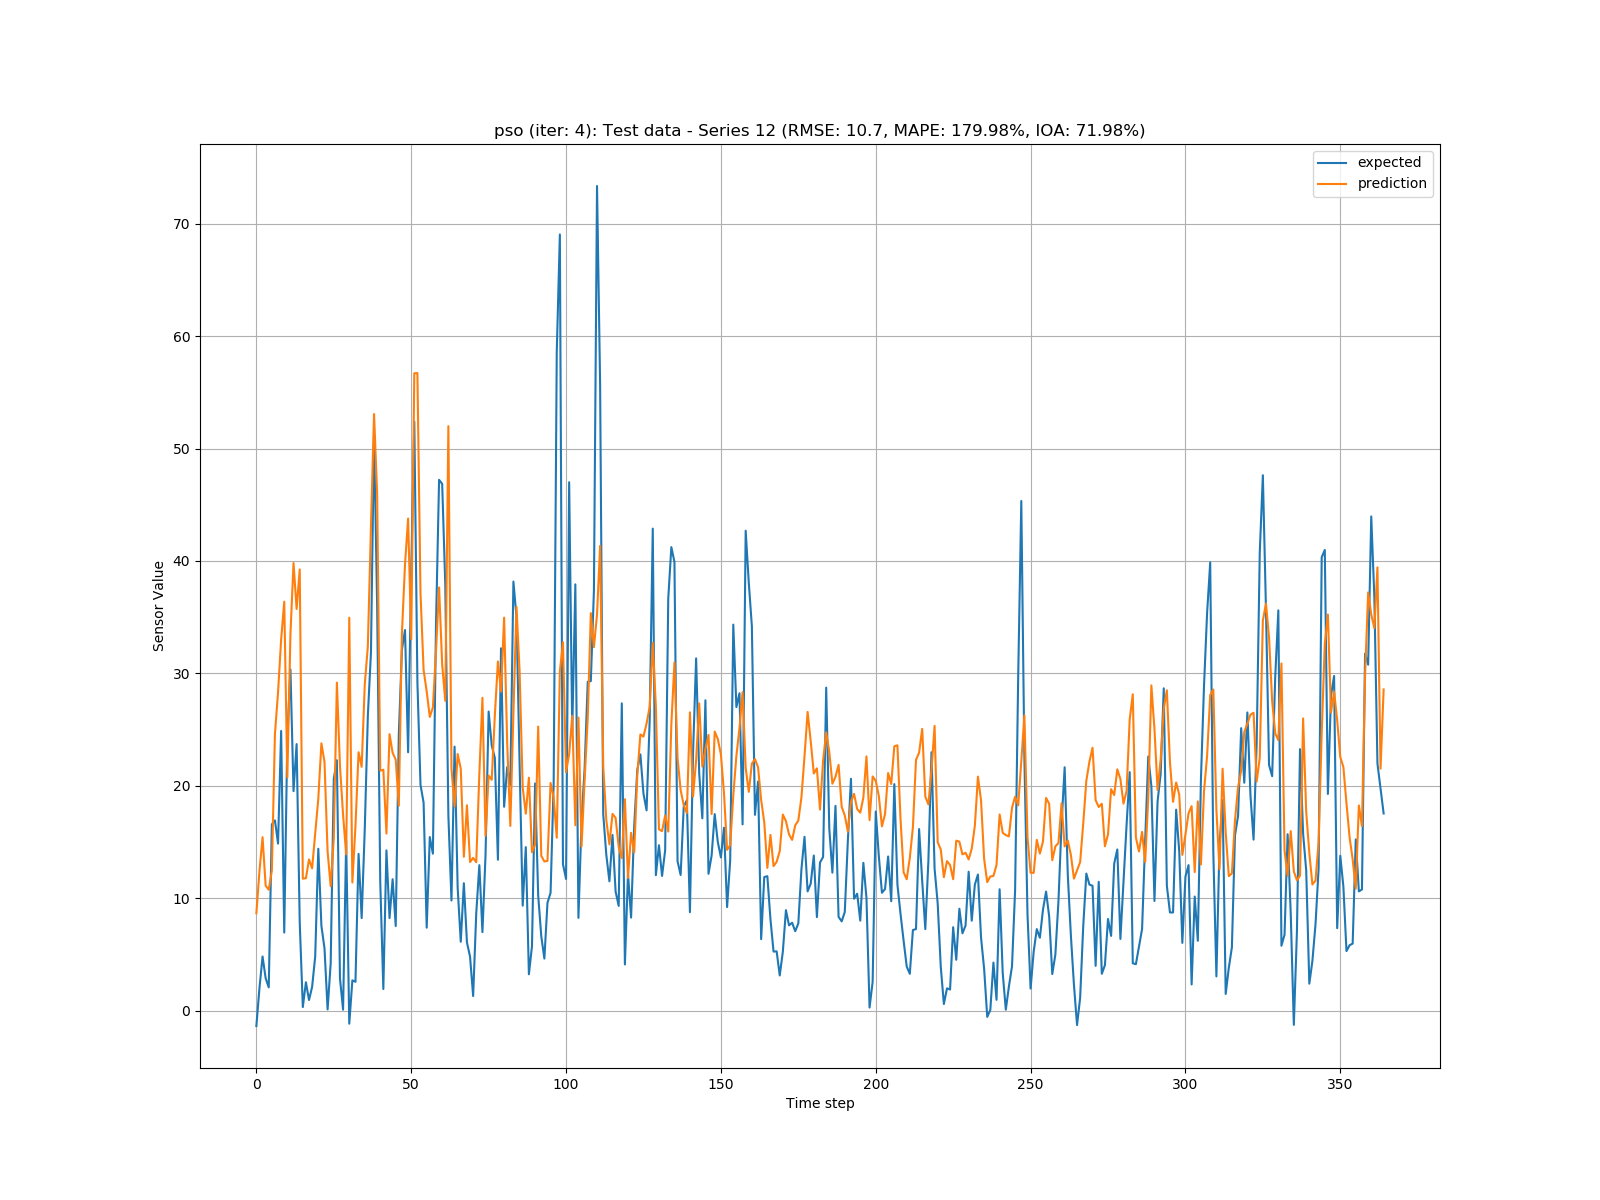 pso (iter: 4): Test data - Series 12 (RMSE: 10.7, MAPE: 179.98%, IOA: 71.98%)
expected
prediction
70
60
50
40
30
20
10
0
Sensor Value
0 50 100 150 200 250 300 350
Time step